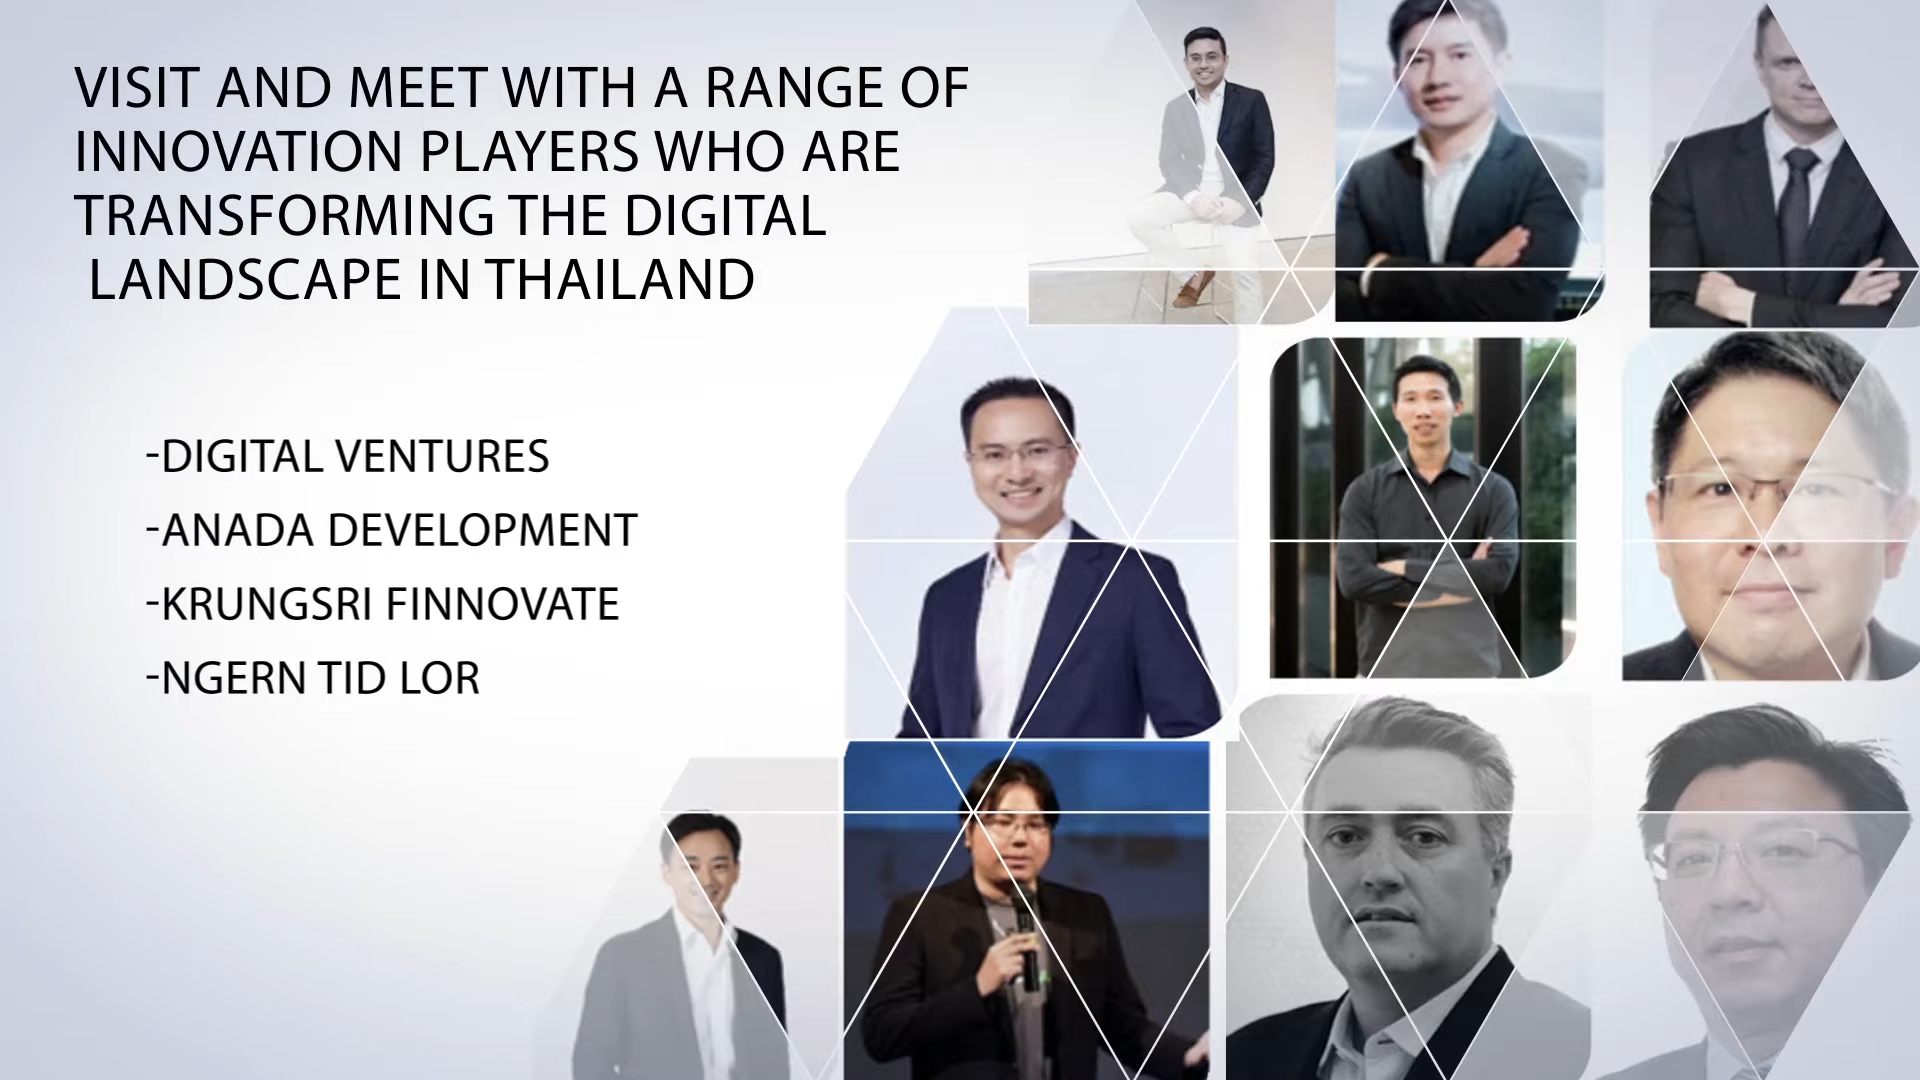 VISIT AND MEET WITH A RANGE OF
INNOVATION PLAYERS WHO ARE
TRANSFORMING THE DIGITAL
LANDSCAPE IN THAILAND
-DIGITAL VENTURES
-ANADA DEVELOPMENT
-KRUNGSRI FINNOVATE
-NGERN TID LOR